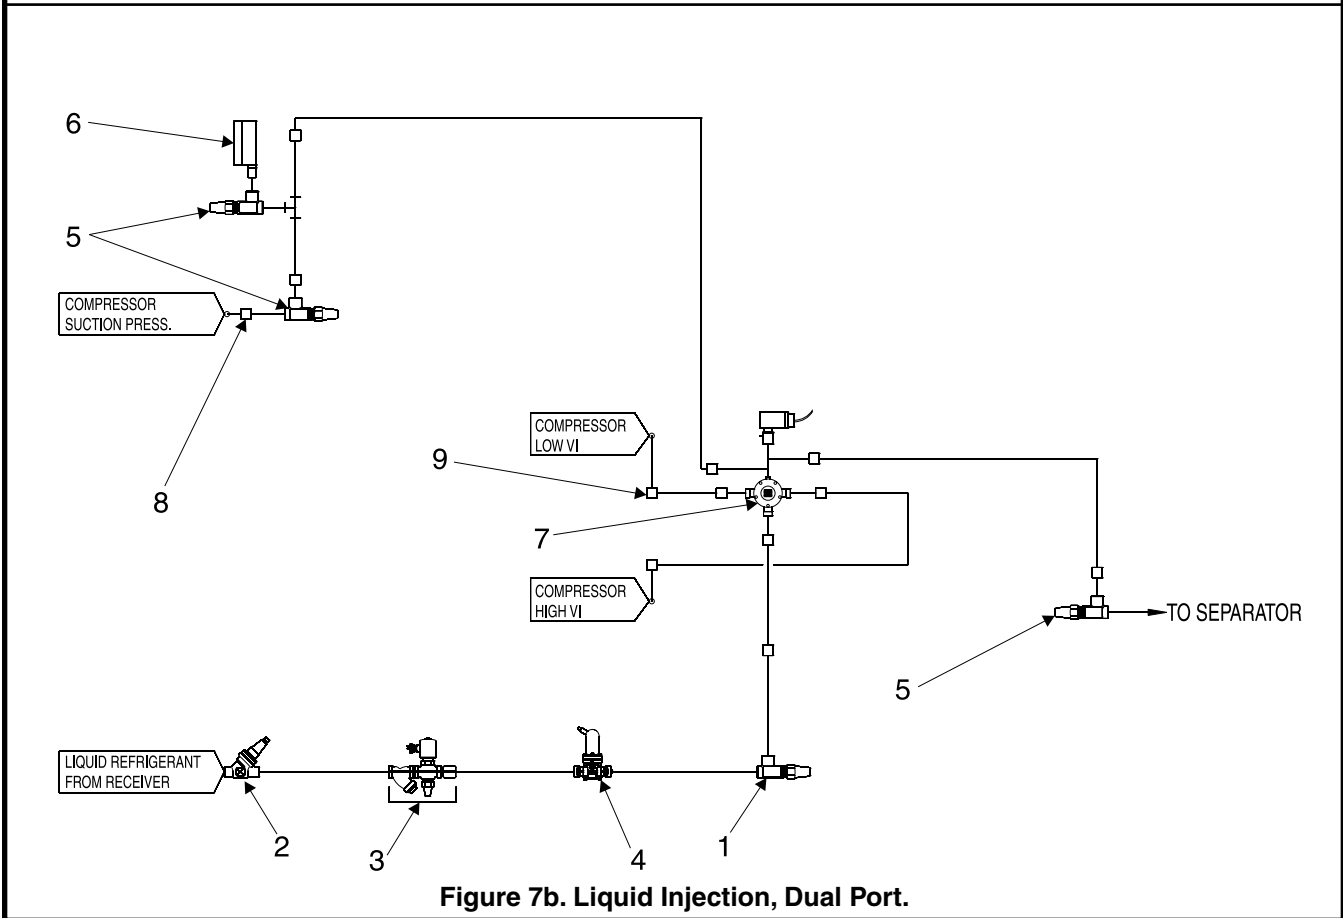 6
5
COMPRESSOR
SUCTION PRESS.
8
COMPRESSOR
LOW VI
9
7
COMPRESSOR
HIGH VI
TO SEPARATOR
5
LIQUID REFRIGERANT
FROM RECEIVER
2
3
4
1
Figure 7b. Liquid Injection, Dual Port.